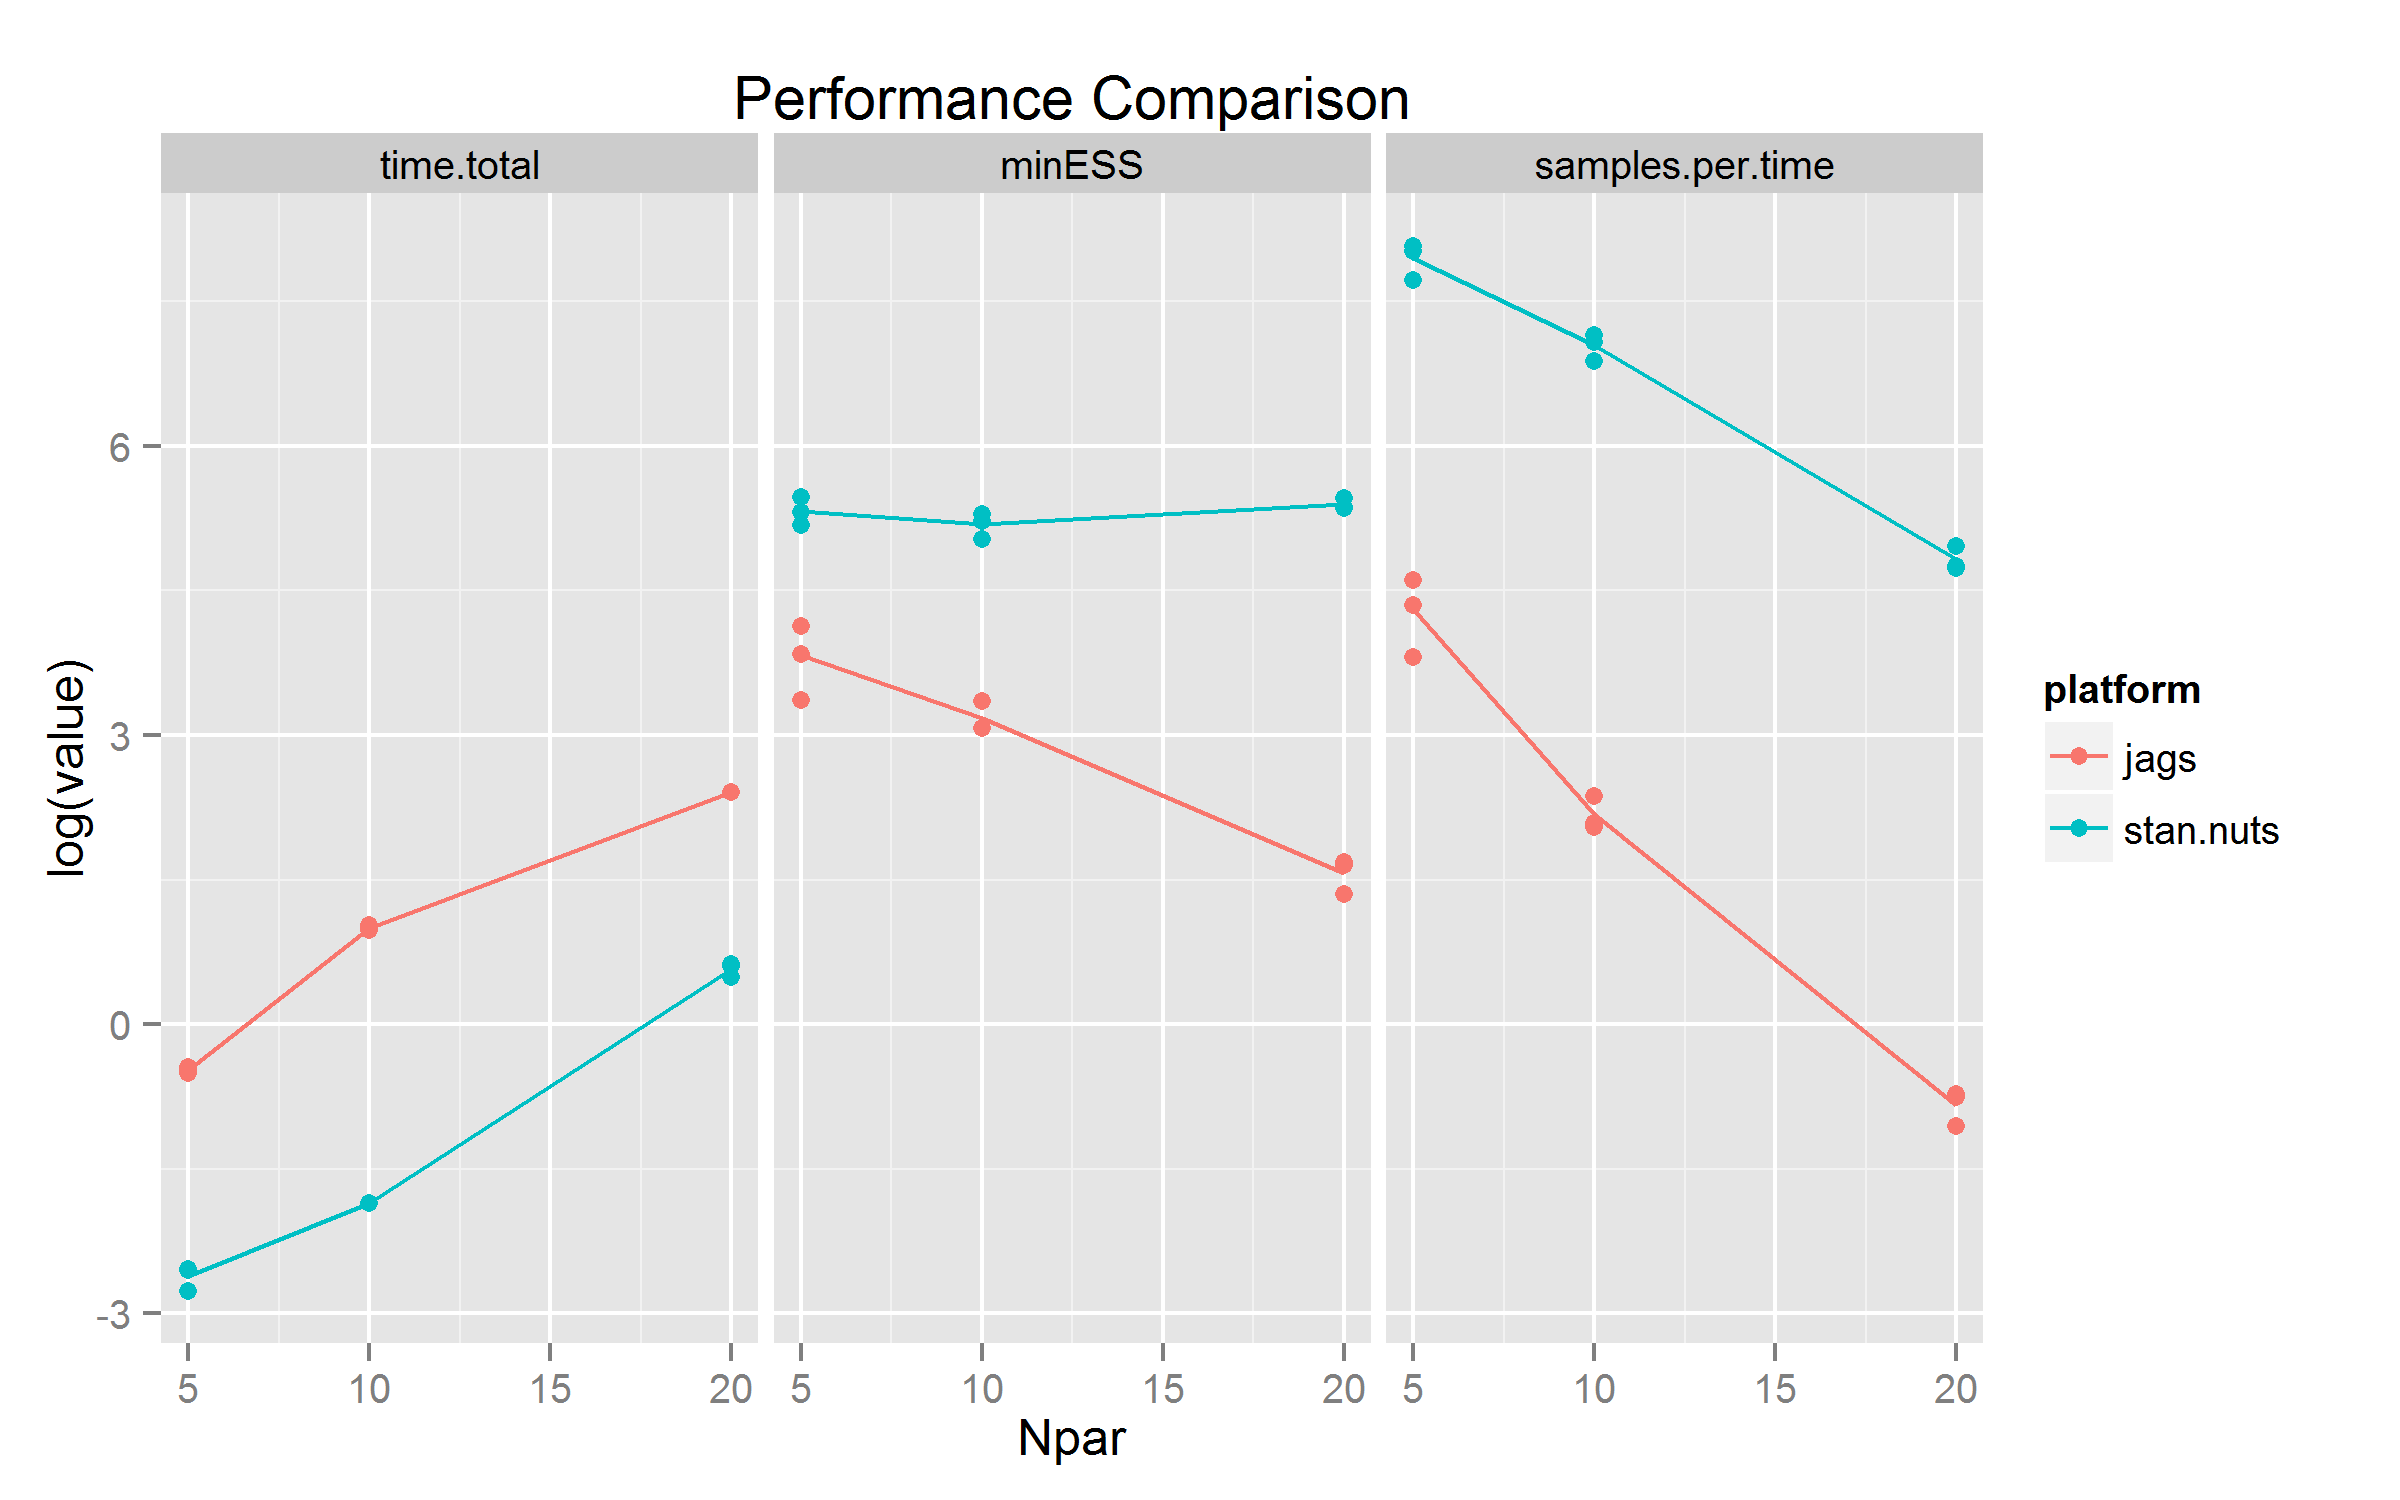 Performance Comparison
time.total
minESS
samples.per.time
log(value)
6
3
0
-3
5 10 15 20 5 10 15 20 5 10 15 20
Npar
platform
jags
stan.nuts